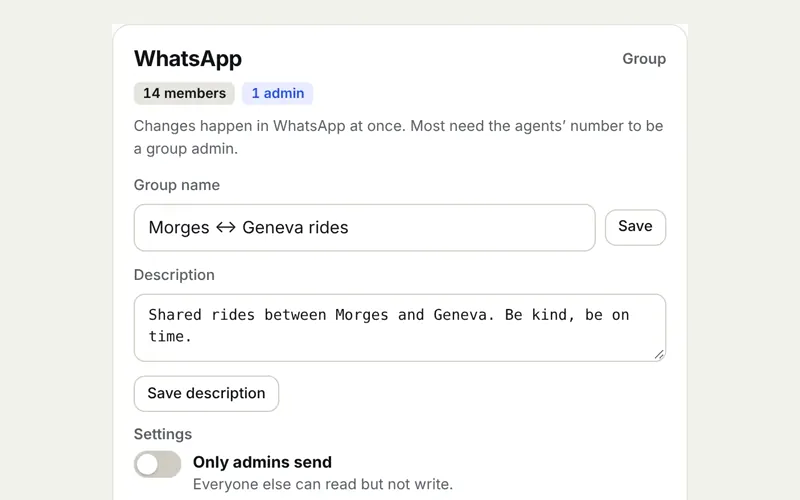 WhatsApp
Group
14 members
1 admin
Changes happen in WhatsApp at once. Most need the agents’ number to be
a group admin.
Group name
Morges ↔ Geneva rides
Save
Description
Shared rides between Morges and Geneva. Be kind, be on
time.
Save description
Settings
Only admins send
Everyone else can read but not write.